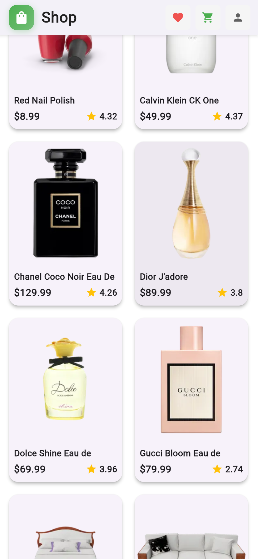 Shop
Red Nail Polish
$8.99 4.32
Calvin Klein CK One
$49.99 4.37
COCO
NOIR
CHANEL
Chanel Coco Noir Eau De
$129.99 4.26
Dior J'adore
$89.99 3.8
Dolce
Dolce Shine Eau de
$69.99 3.96
GUCCI
BLOOM
Gucci Bloom Eau de
$79.99 2.74